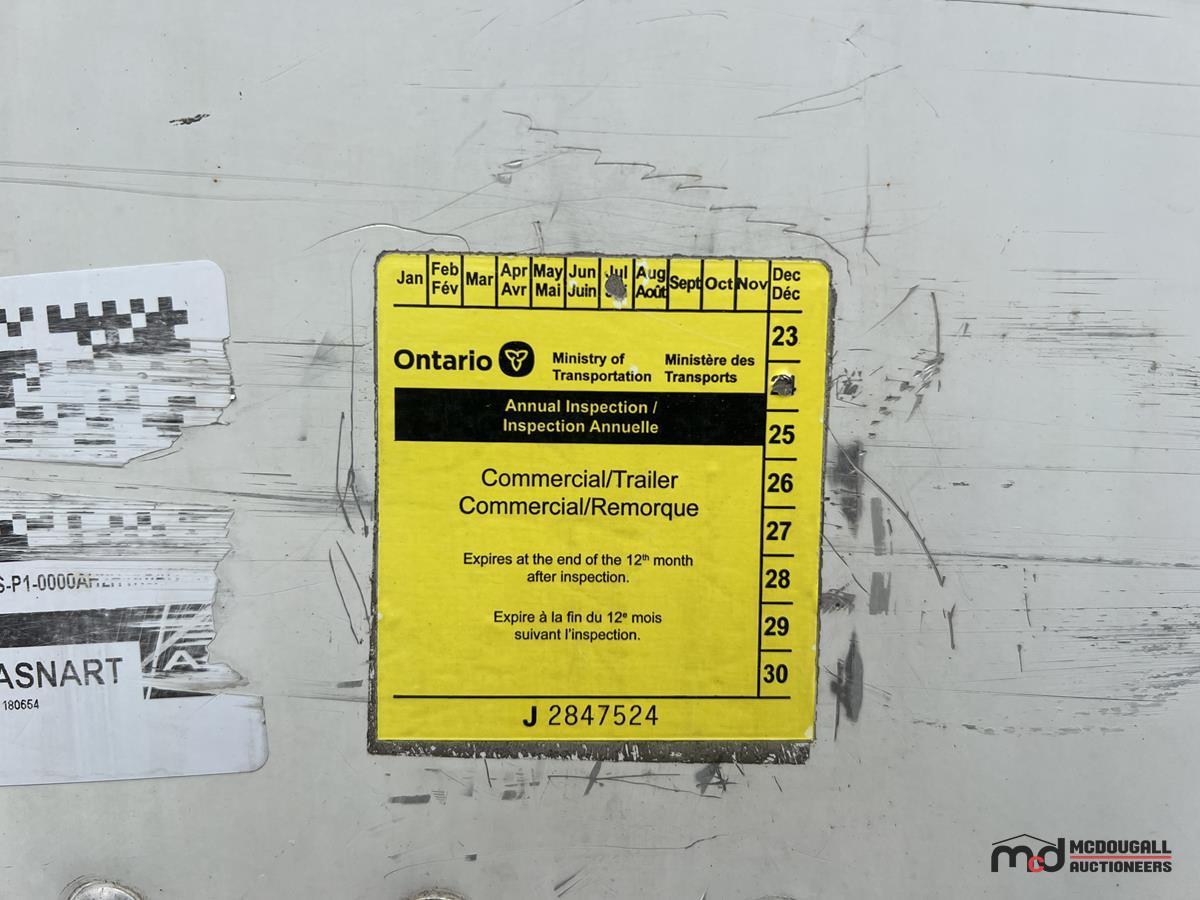 Jan Feb Mar Apr May Jun Jul Aug Sept Oct Nov Dec
Fév Avr Mai Juin Août Déc
23
Ontario Ministry of Ministère des
Transportation Transports
Annual Inspection /
Inspection Annuelle
25
Commercial/Trailer
26
Commercial/Remorque
27
Expires at the end of the 12th month
after inspection.
28
Expire à la fin du 12e mois
suivant l'inspection.
29
30
J 2847524
ASNART
180654
mcd MCDOUGALL
AUCTIONEERS